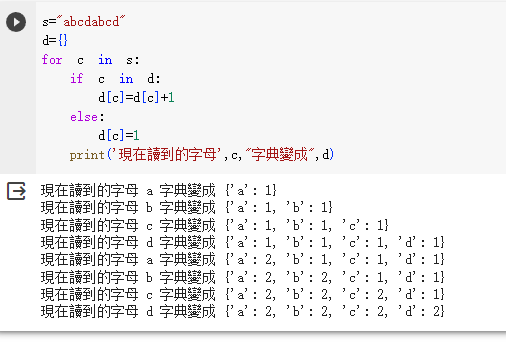 s="abcdabcd"
d={}
for c in s:
    if c in d:
        d[c]=d[c]+1
    else:
        d[c]=1
    print('現在讀到的字母',c,"字典變成",d)
現在讀到的字母 a 字典變成 {'a': 1}
現在讀到的字母 b 字典變成 {'a': 1, 'b': 1}
現在讀到的字母 c 字典變成 {'a': 1, 'b': 1, 'c': 1}
現在讀到的字母 d 字典變成 {'a': 1, 'b': 1, 'c': 1, 'd': 1}
現在讀到的字母 a 字典變成 {'a': 2, 'b': 1, 'c': 1, 'd': 1}
現在讀到的字母 b 字典變成 {'a': 2, 'b': 2, 'c': 1, 'd': 1}
現在讀到的字母 c 字典變成 {'a': 2, 'b': 2, 'c': 2, 'd': 1}
現在讀到的字母 d 字典變成 {'a': 2, 'b': 2, 'c': 2, 'd': 2}